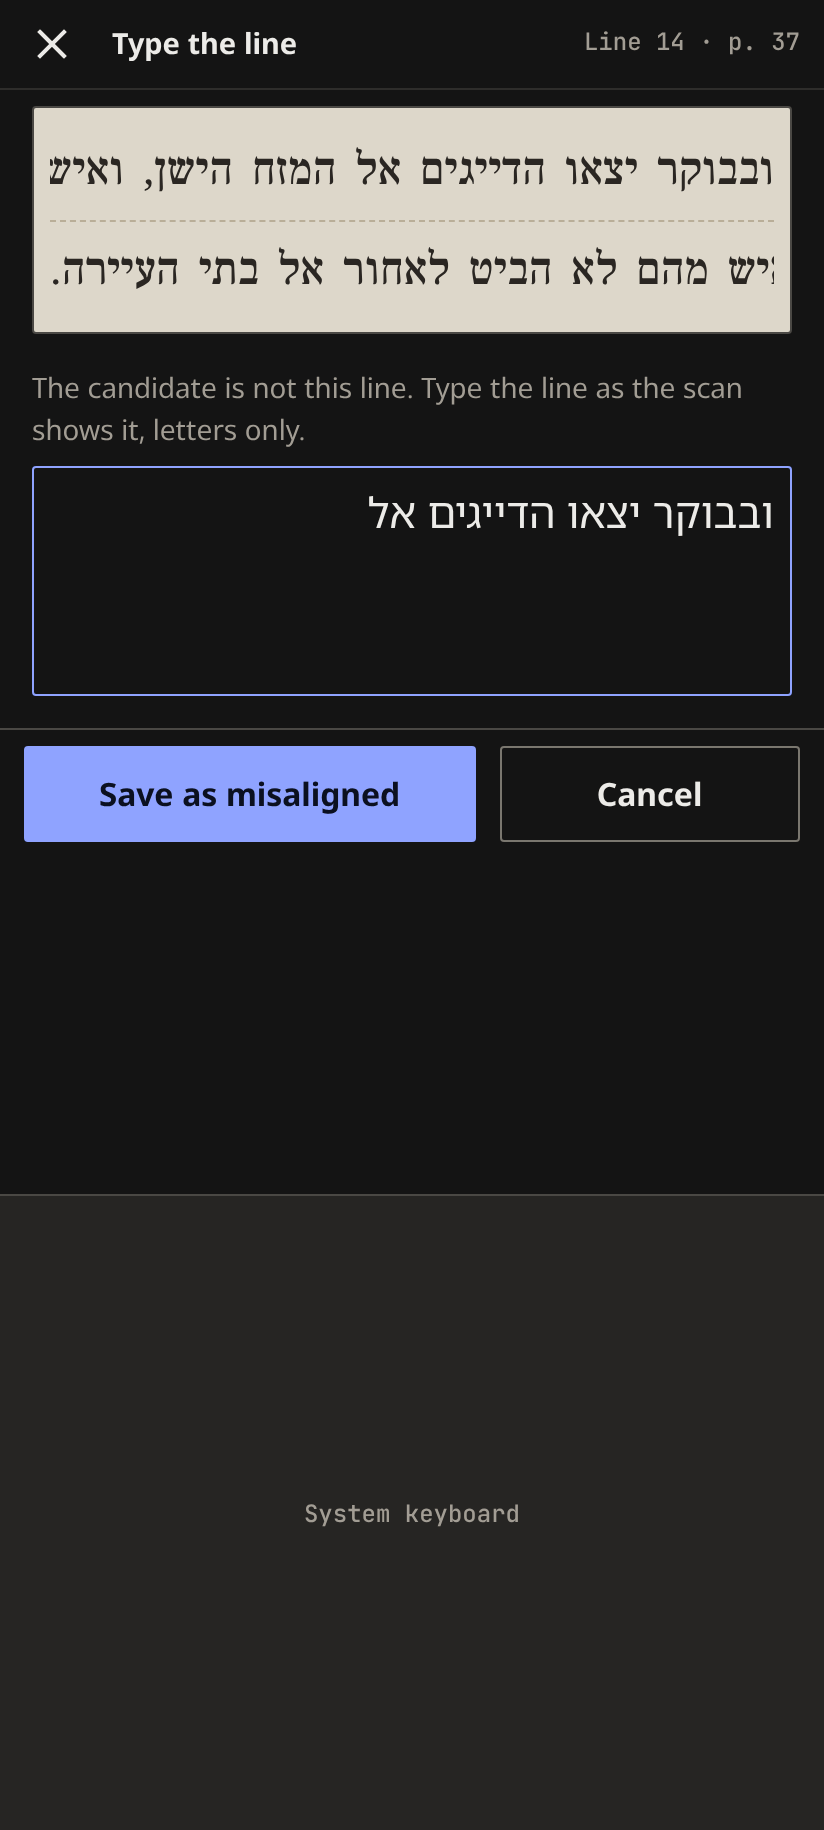 Type the line
Line 14 · p. 37
ובבוקר יצאו הדייגים אל המזח הישן, ואיש
איש מהם לא הביט לאחור אל בתי העיירה.
The candidate is not this line. Type the line as the scan
shows it, letters only.
ובבוקר יצאו הדייגים אל
Save as misaligned
Cancel
System keyboard